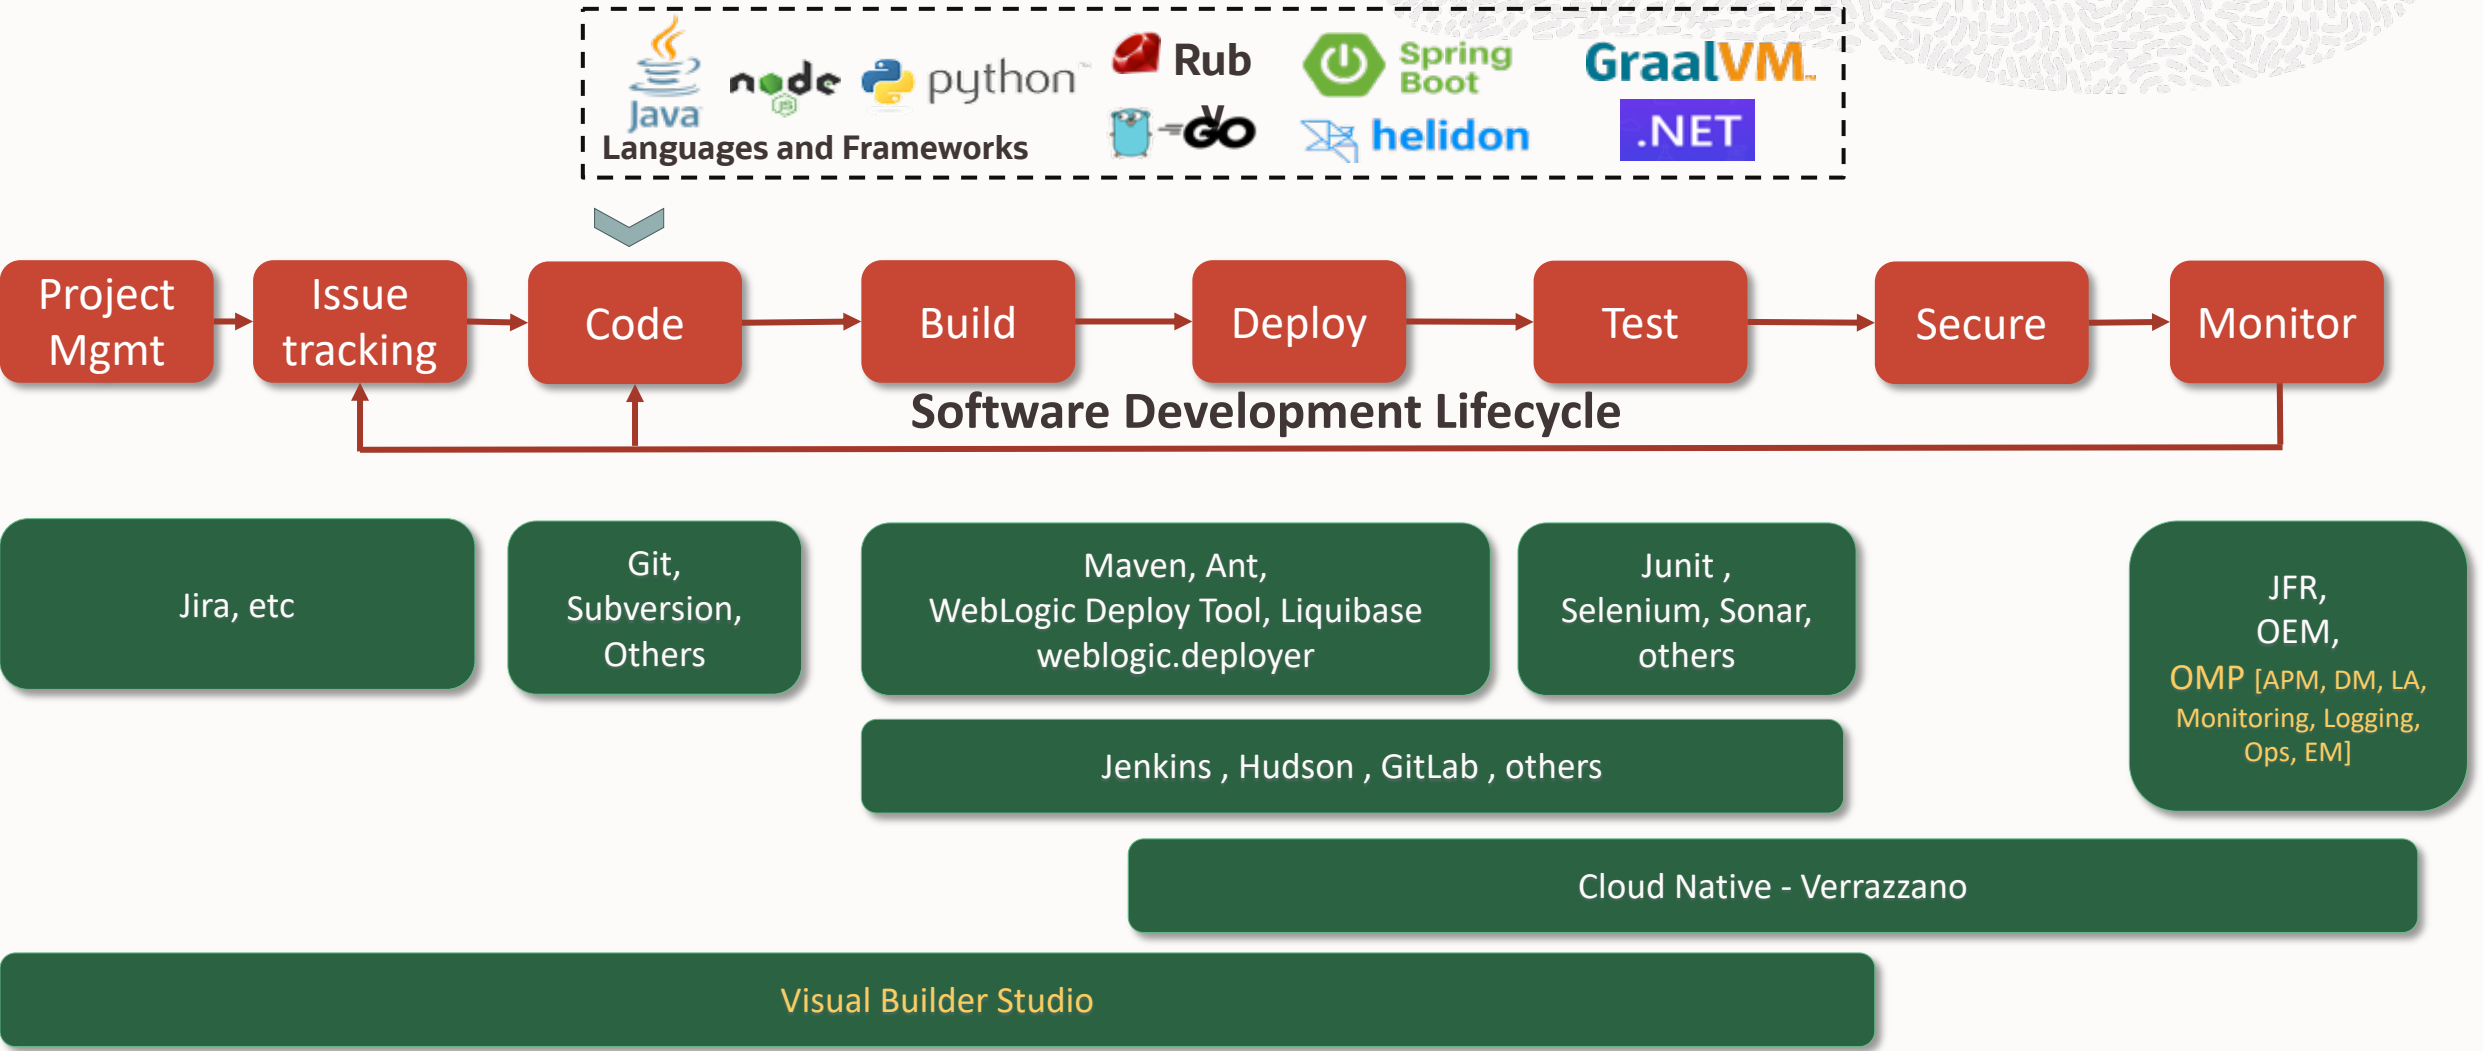 Java
node
JS
python™
Rub
y
GO
Spring
Boot
helidon
GraalVM™
.NET
Languages and Frameworks
Project
Mgmt
Issue
tracking
Code
Build
Deploy
Test
Secure
Monitor
Software Development Lifecycle
Jira, etc
Git,
Subversion,
Others
Maven, Ant,
WebLogic Deploy Tool, Liquibase
weblogic.deployer
Junit ,
Selenium, Sonar,
others
JFR,
OEM,
OMP [APM, DM, LA,
Monitoring, Logging,
Ops, EM]
Jenkins , Hudson , GitLab , others
Cloud Native - Verrazzano
Visual Builder Studio